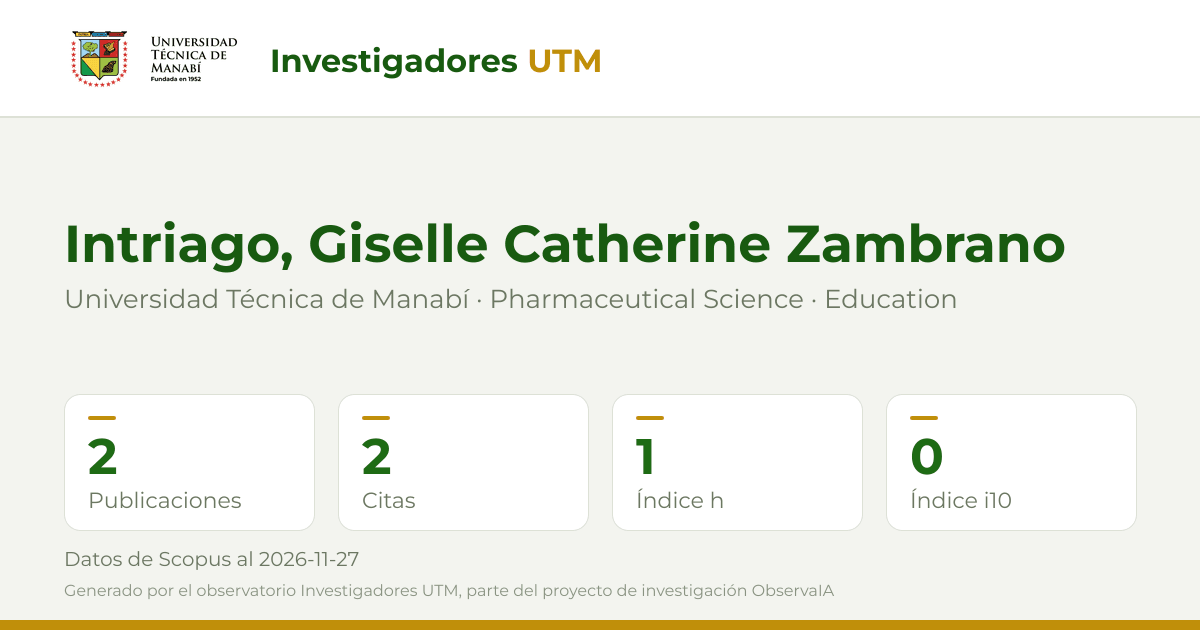 UNIVERSIDAD
TÉCNICA DE
MANABÍ
Fundada en 1952
Investigadores UTM
Intriago, Giselle Catherine Zambrano
Universidad Técnica de Manabí · Pharmaceutical Science · Education
2
Publicaciones
2
Citas
1
Índice h
0
Índice i10
Datos de Scopus al 2026-11-27
Generado por el observatorio Investigadores UTM, parte del proyecto de investigación ObservaIA